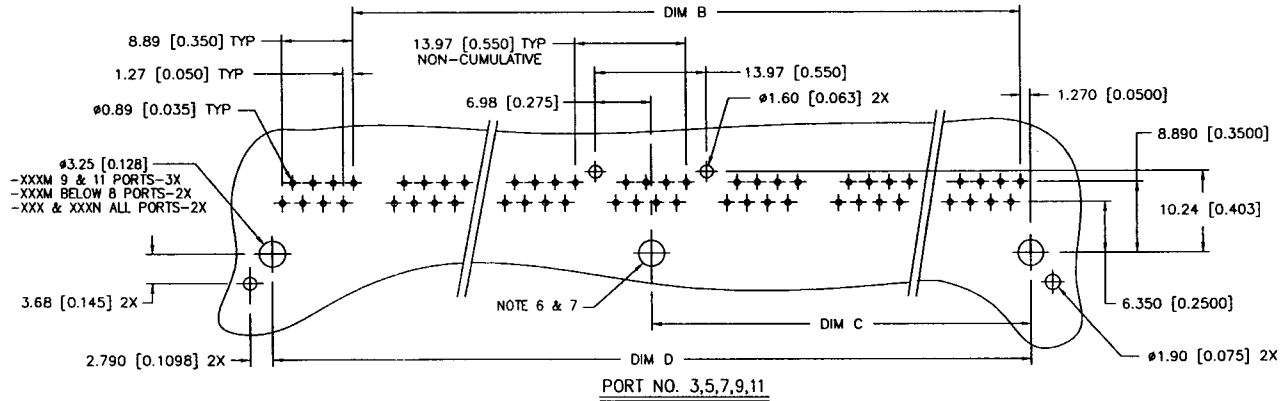 DIM B
8.89 [0.350] TYP
13.97 [0.550] TYP
NON-CUMULATIVE
1.27 [0.050] TYP
13.97 [0.550]
6.98 [0.275]
ø1.60 [0.063] 2X
1.270 [0.0500]
ø0.89 [0.035] TYP
8.890 [0.3500]
ø3.25 [0.128]
-XXXM 9 & 11 PORTS-3X
-XXXM BELOW 8 PORTS-2X
-XXX & XXXN ALL PORTS-2X
10.24 [0.403]
3.68 [0.145] 2X
NOTE 6 & 7
6.350 [0.2500]
DIM C
2.790 [0.1098] 2X
DIM D
ø1.90 [0.075] 2X
PORT NO. 3,5,7,9,11